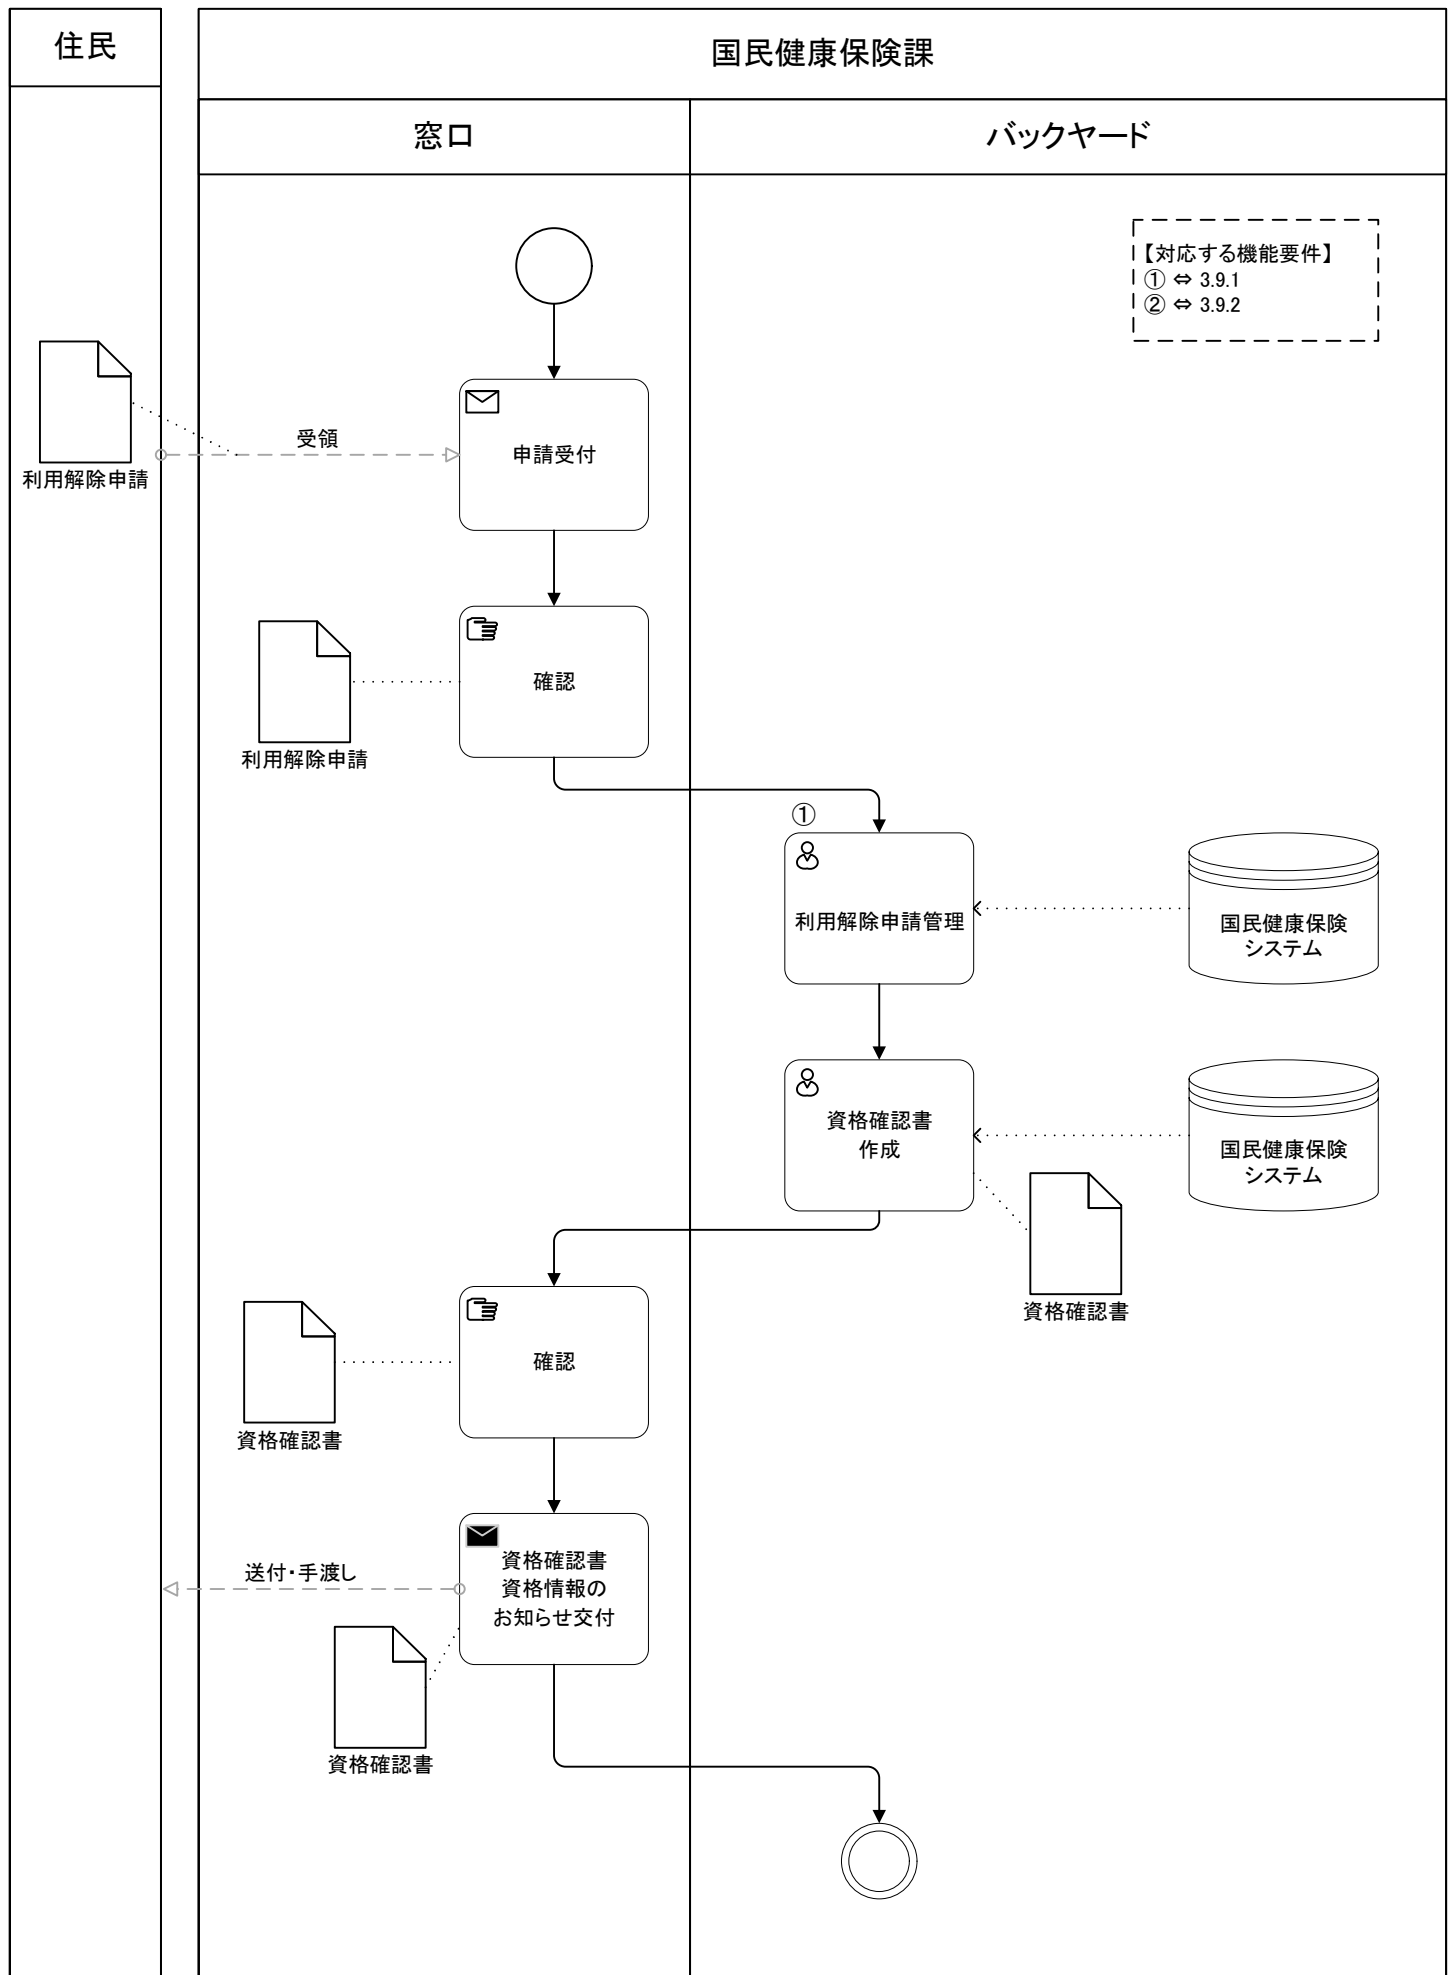 住民
国民健康保険課
窓口
バックヤード
【対応する機能要件】
① ⇔ 3.9.1
② ⇔ 3.9.2
利用解除申請
受領
申請受付
利用解除申請
確認
①
利用解除申請管理
国民健康保険
システム
資格確認書
作成
国民健康保険
システム
資格確認書
確認
資格確認書
送付・手渡し
資格確認書
資格情報の
お知らせ交付
資格確認書